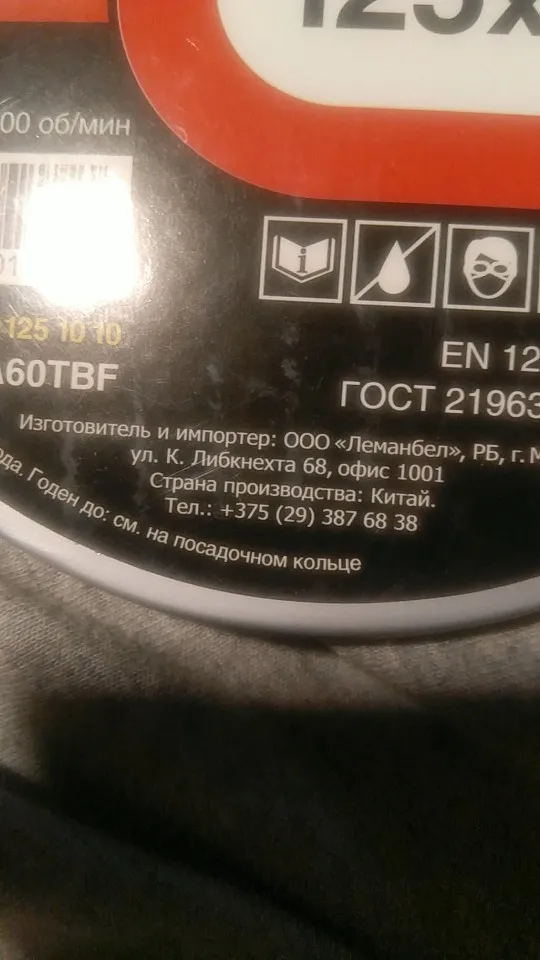 125x
00 об/мин
125 10 10
A60TBF
EN 12
ГОСТ 21963
Изготовитель и импортер: ООО «Леманбел», РБ, г. М
ул. К. Либкнехта 68, офис 1001
Страна производства: Китай.
Тел.: +375 (29) 387 68 38
ода. Годен до: см. на посадочном кольце